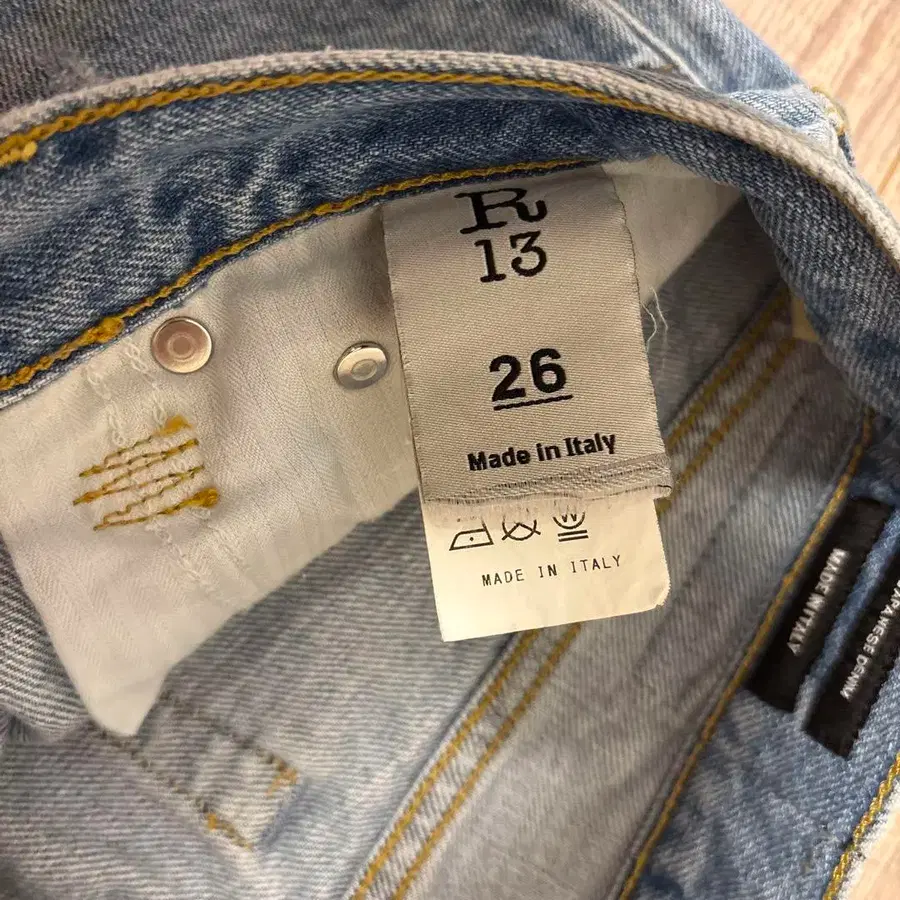 R
13
26
Made in Italy
W
MADE IN ITALY
MADE IN ITALY
JAPANESE DENIM